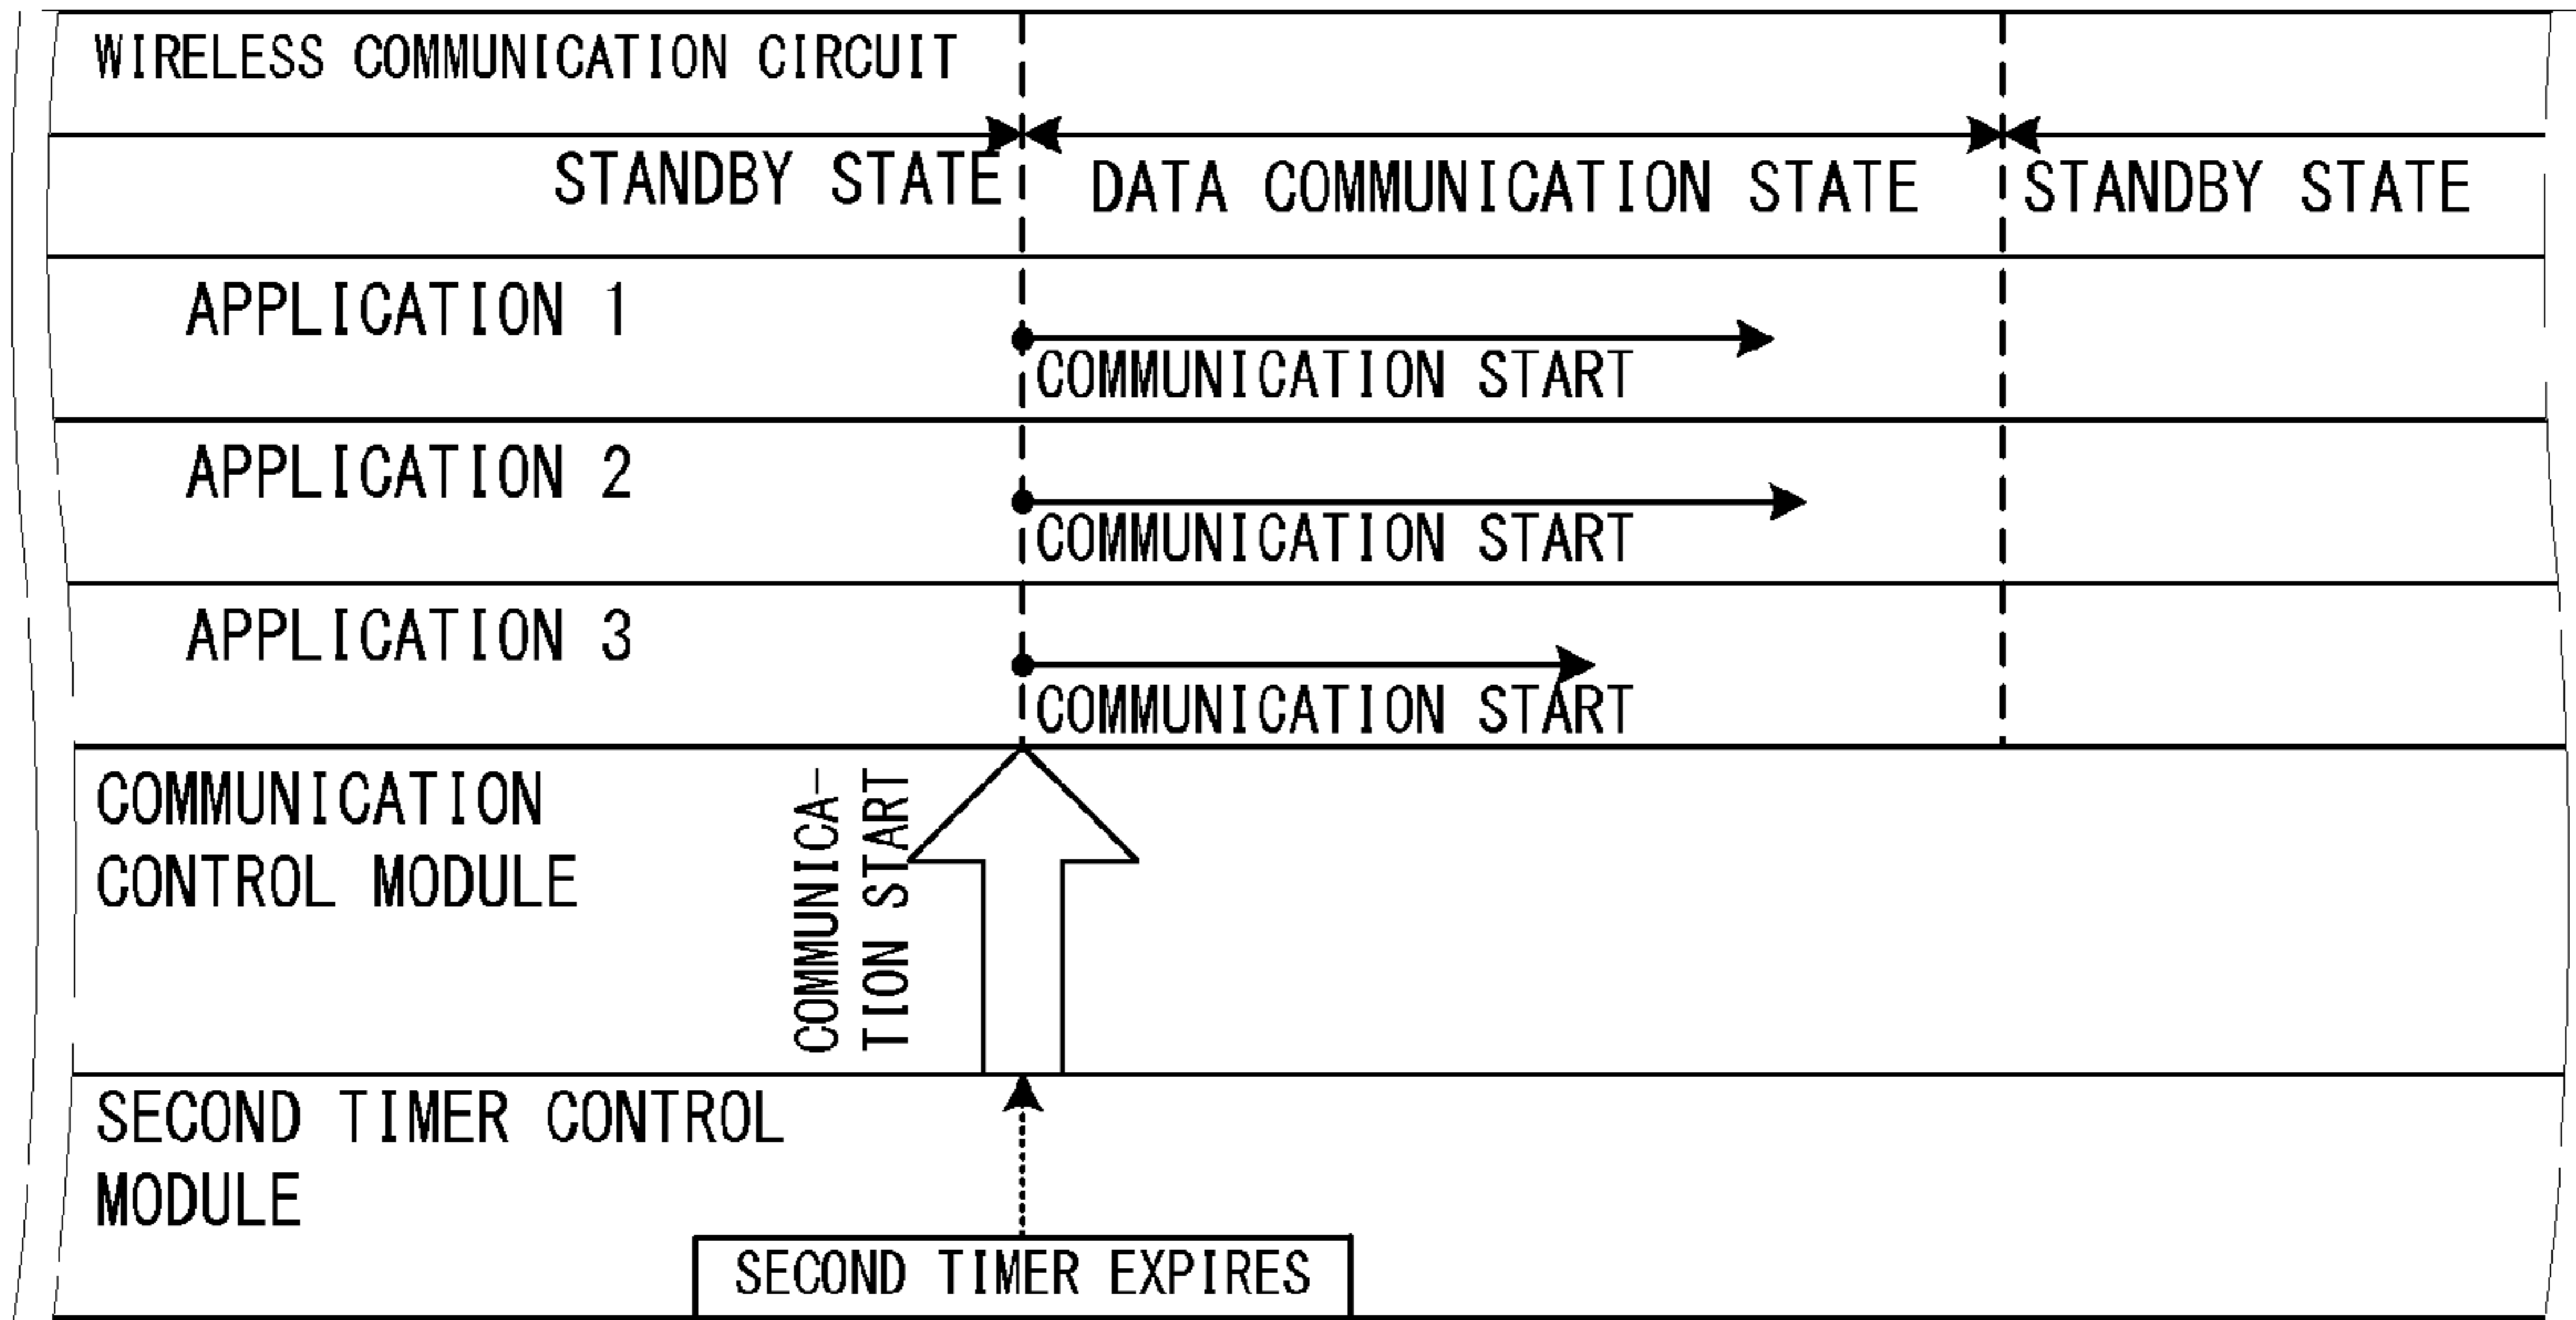 WIRELESS COMMUNICATION CIRCUIT
STANDBY STATE
DATA COMMUNICATION STATE
STANDBY STATE
APPLICATION 1
COMMUNICATION START
APPLICATION 2
COMMUNICATION START
APPLICATION 3
COMMUNICATION START
COMMUNICATION
CONTROL MODULE
COMMUNICA-
TION START
SECOND TIMER CONTROL
MODULE
SECOND TIMER EXPIRES